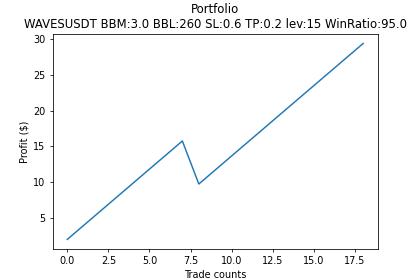 Portfolio
WAVESUSDT BBM:3.0 BBL:260 SL:0.6 TP:0.2 lev:15 WinRatio:95.0
30
25
20
15
10
5
Profit ($)
0.0 2.5 5.0 7.5 10.0 12.5 15.0 17.5
Trade counts